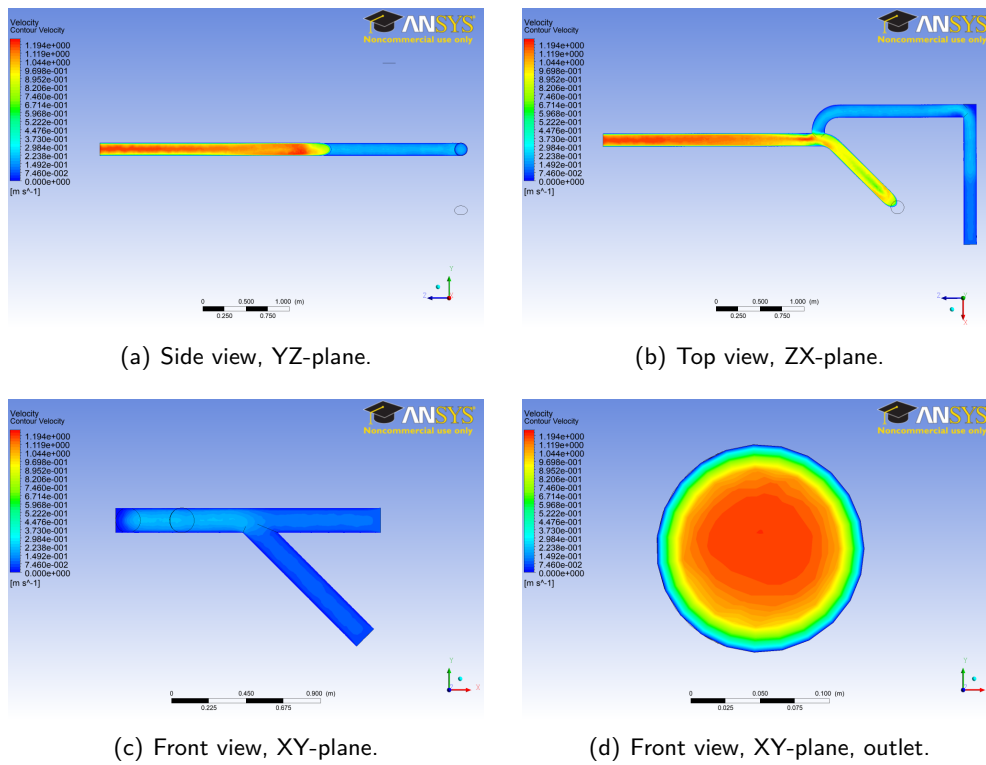 Velocity
Contour Velocity
1.194e+000
1.119e+000
1.044e+000
9.698e-001
8.952e-001
8.206e-001
7.460e-001
6.714e-001
5.968e-001
5.222e-001
4.476e-001
3.730e-001
2.984e-001
2.238e-001
1.492e-001
7.460e-002
0.000e+000
[m s^-1]
ANSYS
Noncommercial use only
0 0.500 1.000 (m)
0.250 0.750
Z Y
(a) Side view, YZ-plane.
Velocity
Contour Velocity
1.194e+000
1.119e+000
1.044e+000
9.698e-001
8.952e-001
8.206e-001
7.460e-001
6.714e-001
5.968e-001
5.222e-001
4.476e-001
3.730e-001
2.984e-001
2.238e-001
1.492e-001
7.460e-002
0.000e+000
[m s^-1]
ANSYS
Noncommercial use only
0 0.500 1.000 (m)
0.250 0.750
Z Y
X
(b) Top view, ZX-plane.
Velocity
Contour Velocity
1.194e+000
1.119e+000
1.044e+000
9.698e-001
8.952e-001
8.206e-001
7.460e-001
6.714e-001
5.968e-001
5.222e-001
4.476e-001
3.730e-001
2.984e-001
2.238e-001
1.492e-001
7.460e-002
0.000e+000
[m s^-1]
ANSYS
Noncommercial use only
0 0.450 0.900 (m)
0.225 0.675
Y
X
(c) Front view, XY-plane.
Velocity
Contour Velocity
1.194e+000
1.119e+000
1.044e+000
9.698e-001
8.952e-001
8.206e-001
7.460e-001
6.714e-001
5.968e-001
5.222e-001
4.476e-001
3.730e-001
2.984e-001
2.238e-001
1.492e-001
7.460e-002
0.000e+000
[m s^-1]
ANSYS
Noncommercial use only
0 0.050 0.100 (m)
0.025 0.075
Y
X
(d) Front view, XY-plane, outlet.